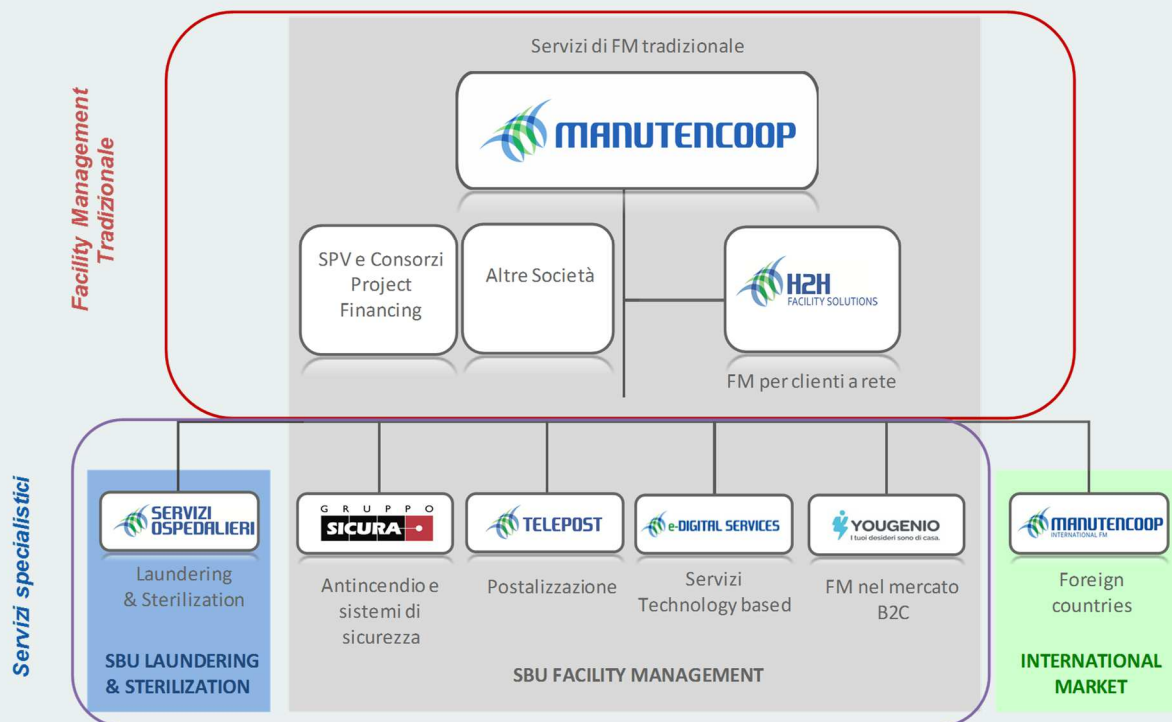 Facility Management
Tradizionale
Servizi di FM tradizionale
MANUTENCOOP
SPV e Consorzi
Project
Financing
Altre Società
H2H
FACILITY SOLUTIONS
FM per clienti a rete
Servizi specialistici
SERVIZI
OSPEDALIERI
Laundering
& Sterilization
SBU LAUNDERING
& STERILIZATION
GRUPPO
SICURA
Antincendio e
sistemi di
sicurezza
TELEPOST
Postalizzazione
e-DIGITAL SERVICES
Servizi
Technology based
YOUGENIO
I tuoi desideri sono di casa.
FM nel mercato
B2C
SBU FACILITY MANAGEMENT
MANUTENCOOP
INTERNATIONAL FM
Foreign
countries
INTERNATIONAL
MARKET